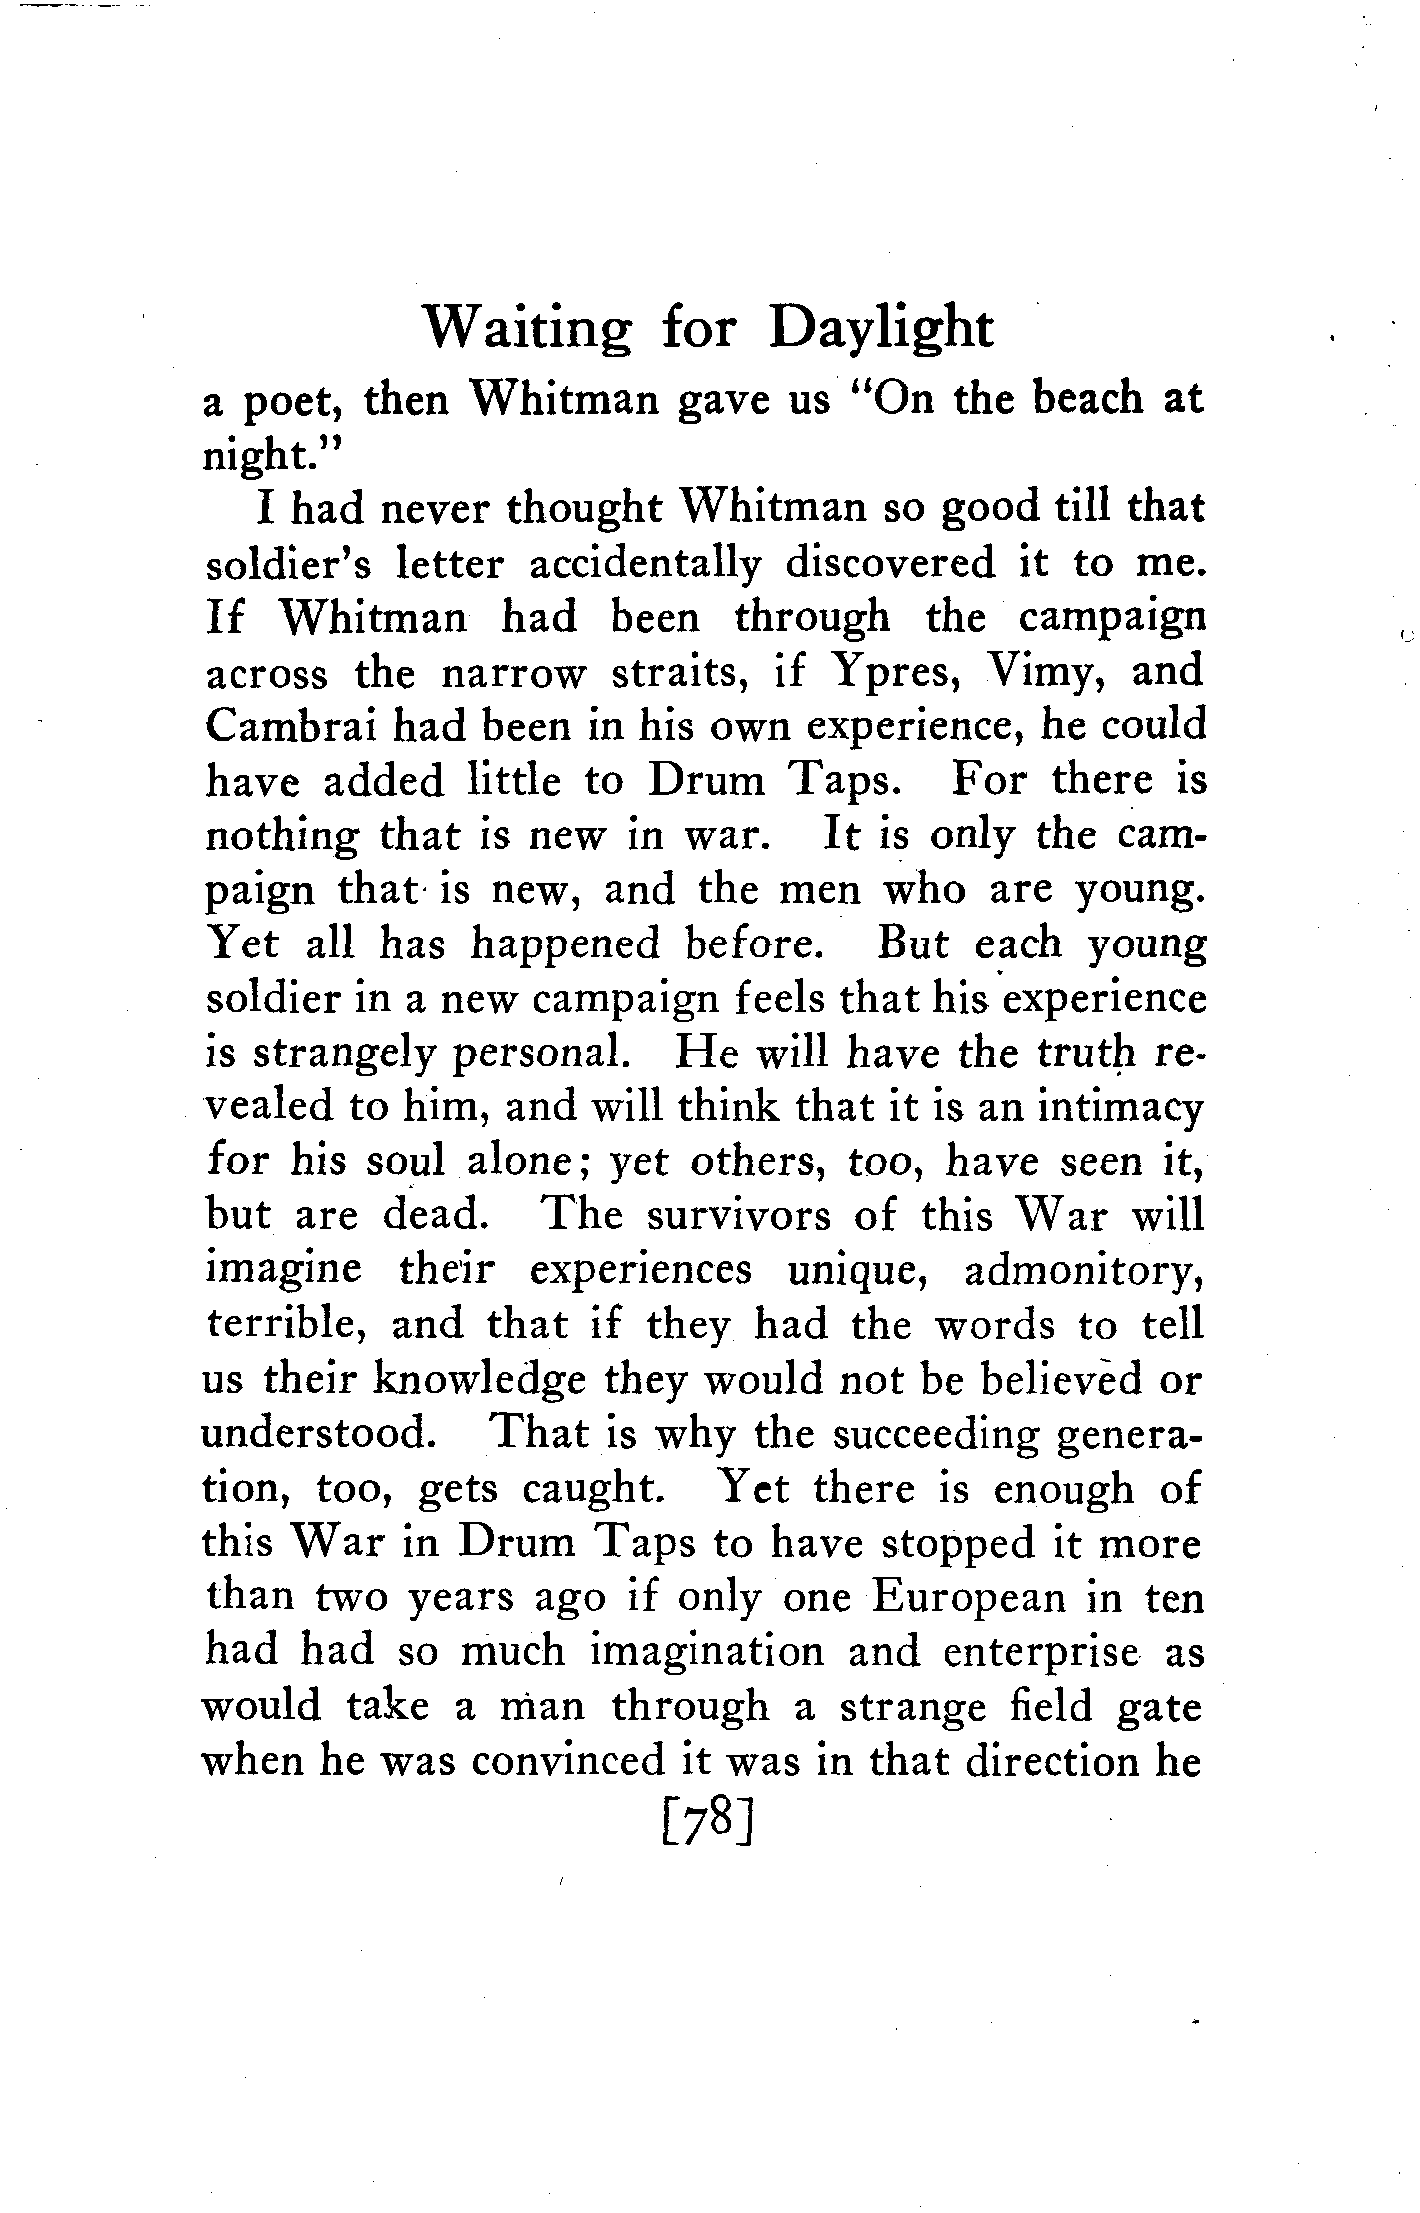 Waiting for Daylight
a poet, then Whitman gave us "On the beach at
night."
I had never thought Whitman so good till that
soldier's letter accidentally discovered it to me.
If Whitman had been through the campaign
across the narrow straits, if Ypres, Vimy, and
Cambrai had been in his own experience, he could
have added little to Drum Taps. For there is
nothing that is new in war. It is only the cam-
paign that is new, and the men who are young.
Yet all has happened before. But each young
soldier in a new campaign feels that his experience
is strangely personal. He will have the truth re-
vealed to him, and will think that it is an intimacy
for his soul alone; yet others, too, have seen it,
but are dead. The survivors of this War will
imagine their experiences unique, admonitory,
terrible, and that if they had the words to tell
us their knowledge they would not be believed or
understood. That is why the succeeding genera-
tion, too, gets caught. Yet there is enough of
this War in Drum Taps to have stopped it more
than two years ago if only one European in ten
had had so much imagination and enterprise as
would take a man through a strange field gate
when he was convinced it was in that direction he
[78]